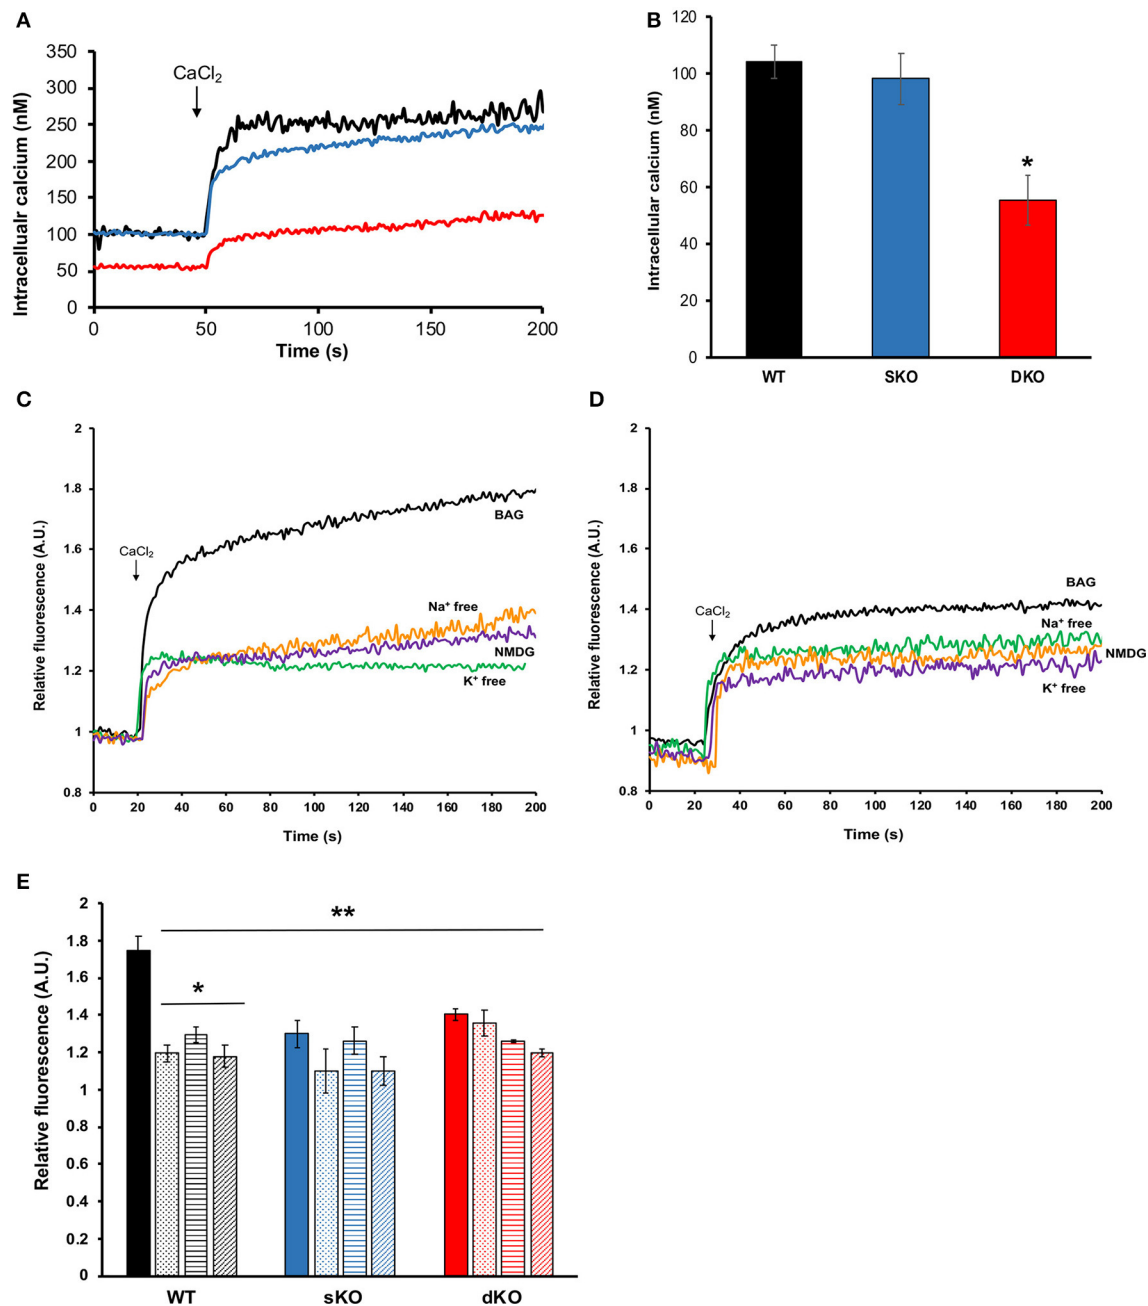 A
350
300
250
200
150
100
50
0
CaCl2
0 50 100 150 200
Intracellualr calcium (nM)
Time (s)
B
120
100
80
60
40
20
0
*
Intracellular calcium (nM)
WT SKO DKO
C
2
1.8
1.6
1.4
1.2
1
0.8
CaCl2
BAG
Na+ free
NMDG
K+ free
0 20 40 60 80 100 120 140 160 180 200
Relative fluorescence (A.U.)
Time (s)
D
2
1.8
1.6
1.4
1.2
1
0.8
CaCl2
BAG
Na+ free
NMDG
K+ free
0 20 40 60 80 100 120 140 160 180 200
Relative fluorescence (A.U.)
Time (s)
E
2
1.8
1.6
1.4
1.2
1
0.8
0.6
0.4
0.2
0
**
*
Relative fluorescence (A.U.)
WT sKO dKO